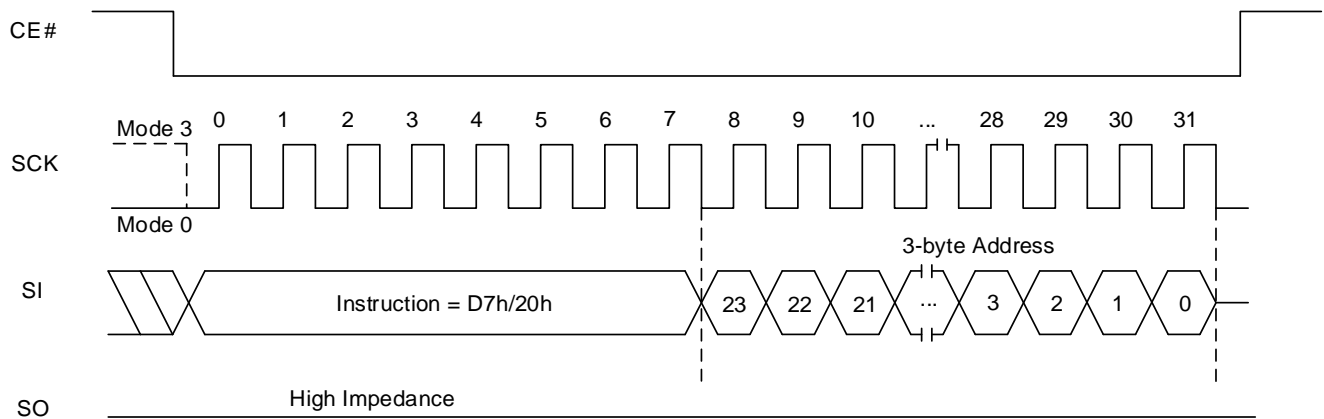 CE#
0 1 2 3 4 5 6 7 8 9 10 ... 28 29 30 31
Mode 3
SCK
Mode 0
3-byte Address
SI
Instruction = D7h/20h 23 22 21 ... 3 2 1 0
High Impedance
SO